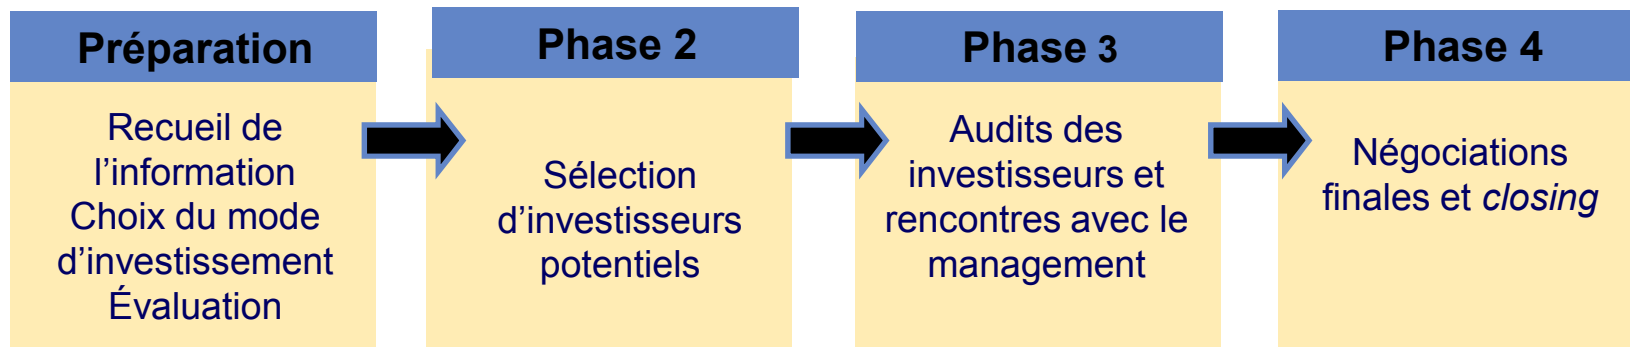 Préparation
Recueil de
l’information
Choix du mode
d’investissement
Évaluation
Phase 2
Sélection
d’investisseurs
potentiels
Phase 3
Audits des
investisseurs et
rencontres avec le
management
Phase 4
Négociations
finales et closing